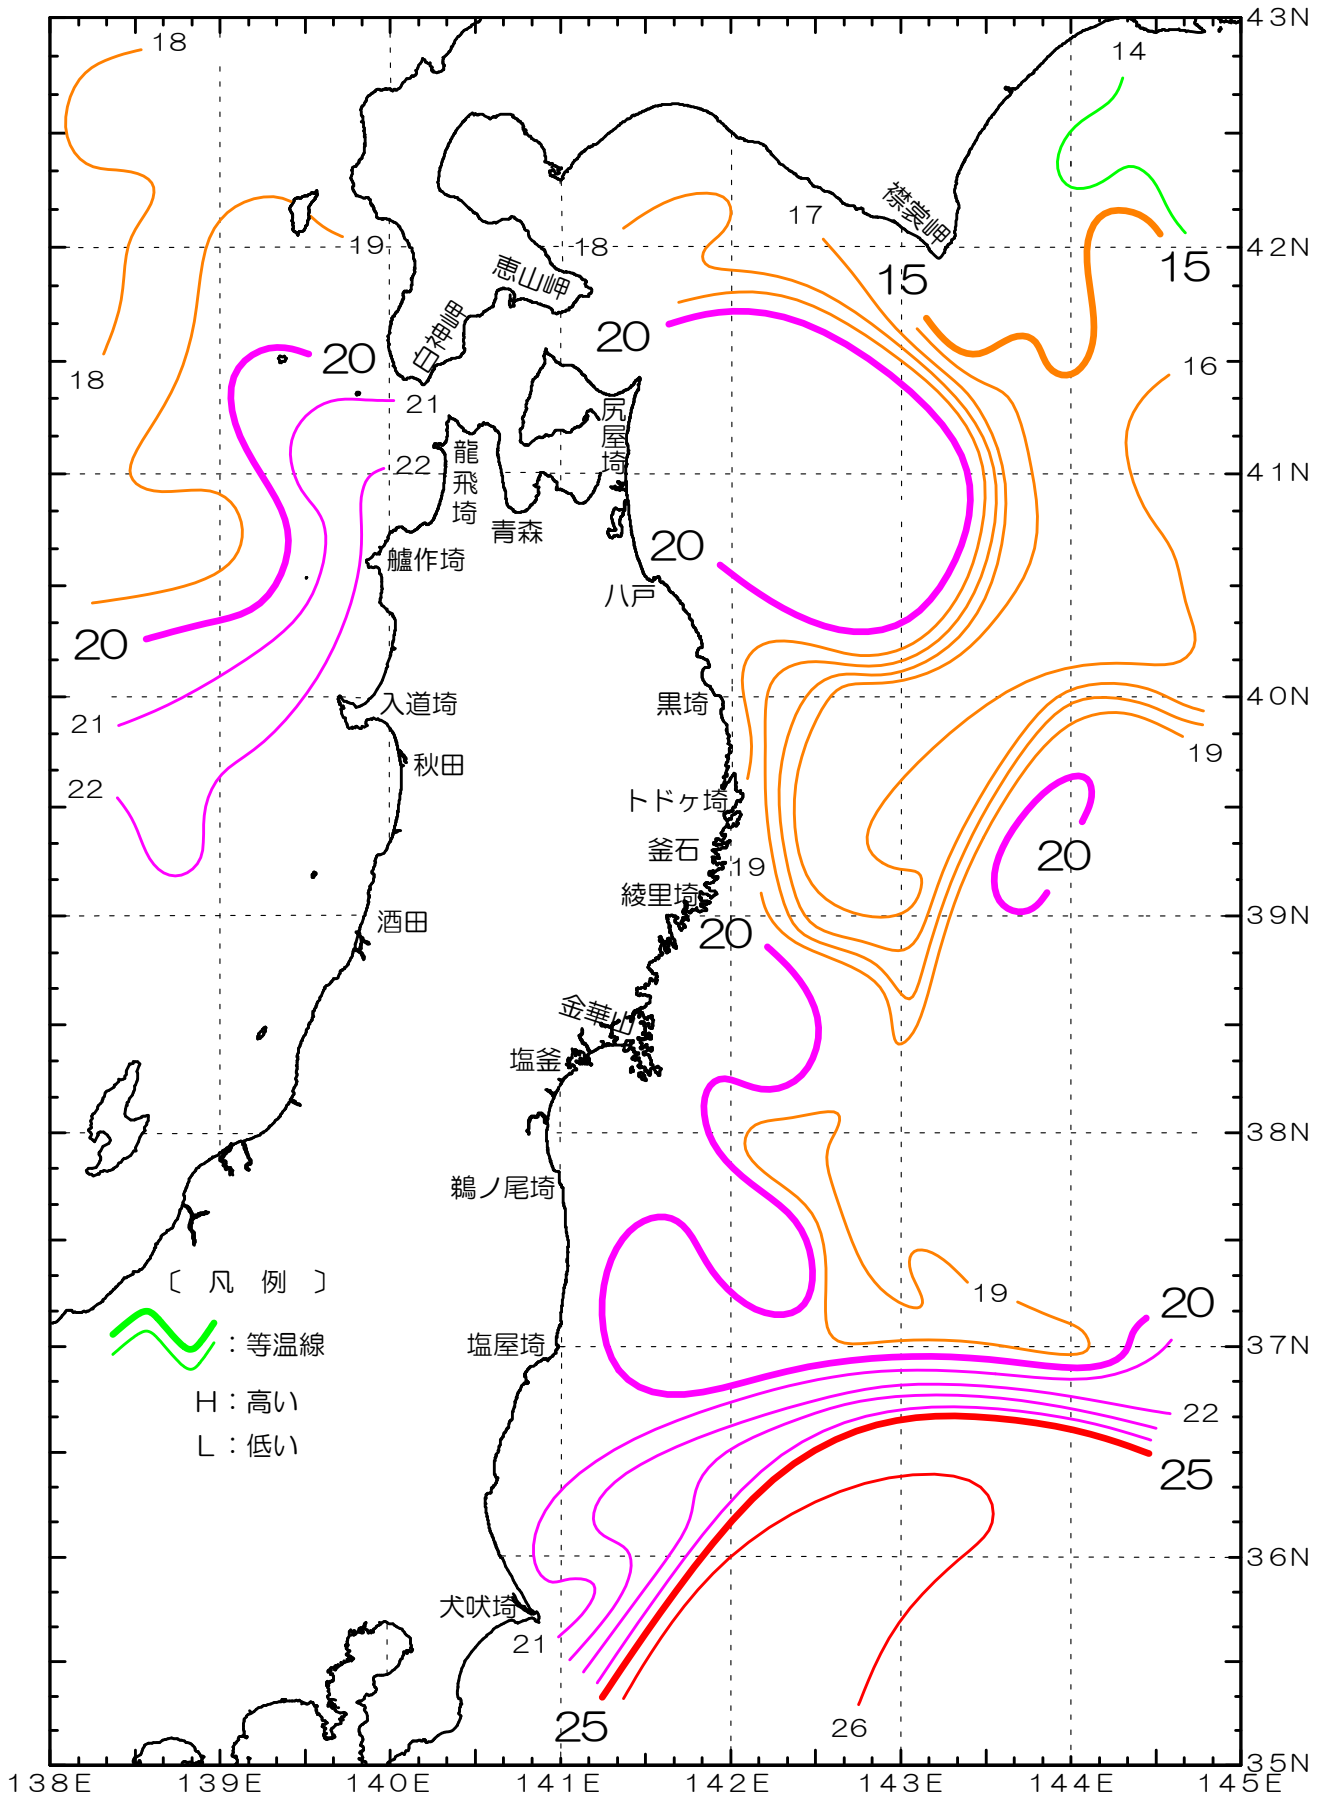 43N
18
14
17
襟裳岬
18
19
42N
15
15
恵山岬
白神岬
20
20
16
18
21
尻屋埼
22
龍飛埼
41N
青森
20
艫作埼
八戸
20
入道埼
黒埼
40N
21
19
秋田
22
トドヶ埼
釜石
20
19
綾里埼
酒田
20
39N
金華山
塩釜
38N
鵜ノ尾埼
〔 凡 例 〕
19
20
:等温線
塩屋埼
37N
H:高い
22
L:低い
25
36N
犬吠埼
21
25
26
35N
138E 139E 140E 141E 142E 143E 144E 145E